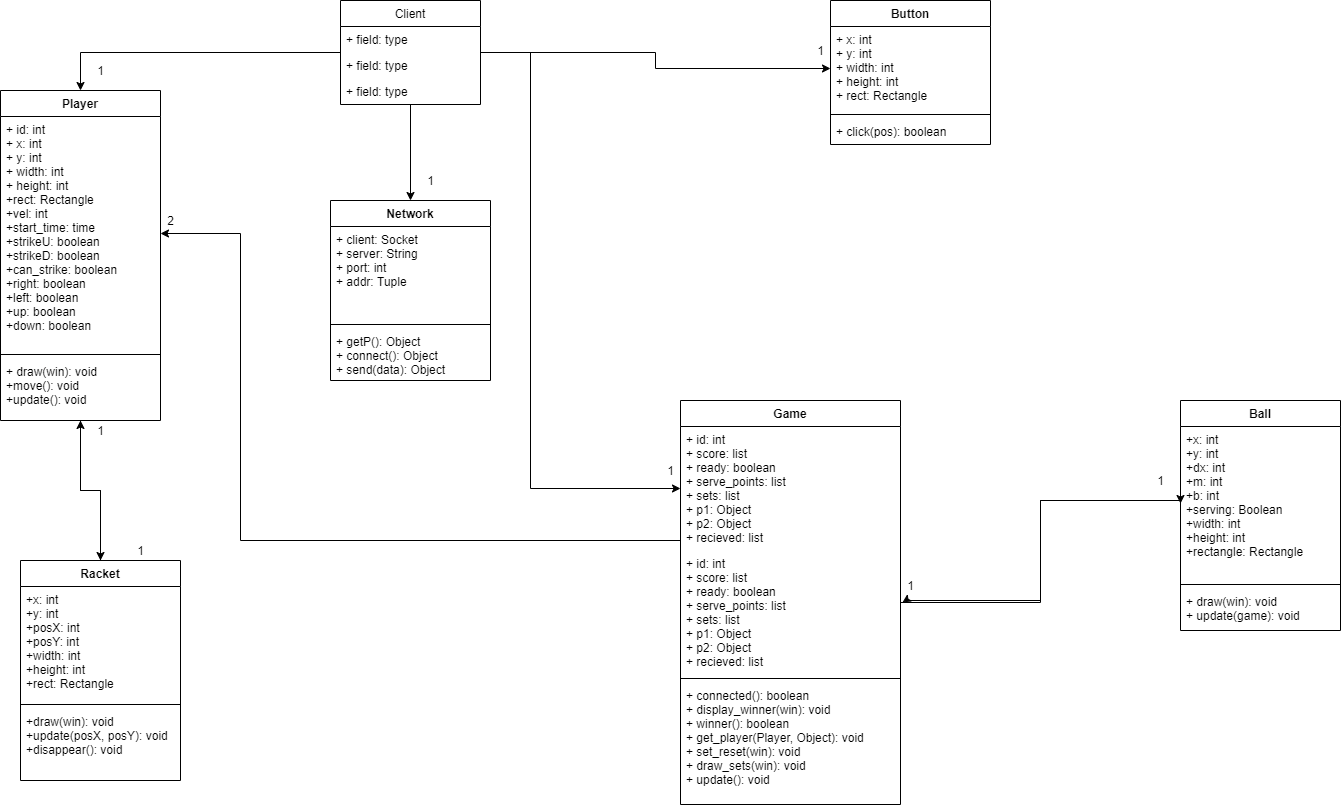 Client
+ field: type
+ field: type
+ field: type
Button
+ x: int
+ y: int
+ width: int
+ height: int
+ rect: Rectangle
+ click(pos): boolean
1
1
Player
+ id: int
+ x: int
+ y: int
+ width: int
+ height: int
+rect: Rectangle
+vel: int
+start_time: time
+strikeU: boolean
+strikeD: boolean
+can_strike: boolean
+right: boolean
+left: boolean
+up: boolean
+down: boolean
+ draw(win): void
+move(): void
+update(): void
2
1
Network
+ client: Socket
+ server: String
+ port: int
+ addr: Tuple
+ getP(): Object
+ connect(): Object
+ send(data): Object
1
1
Racket
+x: int
+y: int
+posX: int
+posY: int
+width: int
+height: int
+rect: Rectangle
+draw(win): void
+update(posX, posY): void
+disappear(): void
1
Game
+ id: int
+ score: list
+ ready: boolean
+ serve_points: list
+ sets: list
+ p1: Object
+ p2: Object
+ recieved: list
+ id: int
+ score: list
+ ready: boolean
+ serve_points: list
+ sets: list
+ p1: Object
+ p2: Object
+ recieved: list
+ connected(): boolean
+ display_winner(win): void
+ winner(): boolean
+ get_player(Player, Object): void
+ set_reset(win): void
+ draw_sets(win): void
+ update(): void
1
1
Ball
+x: int
+y: int
+dx: int
+m: int
+b: int
+serving: Boolean
+width: int
+height: int
+rectangle: Rectangle
+ draw(win): void
+ update(game): void